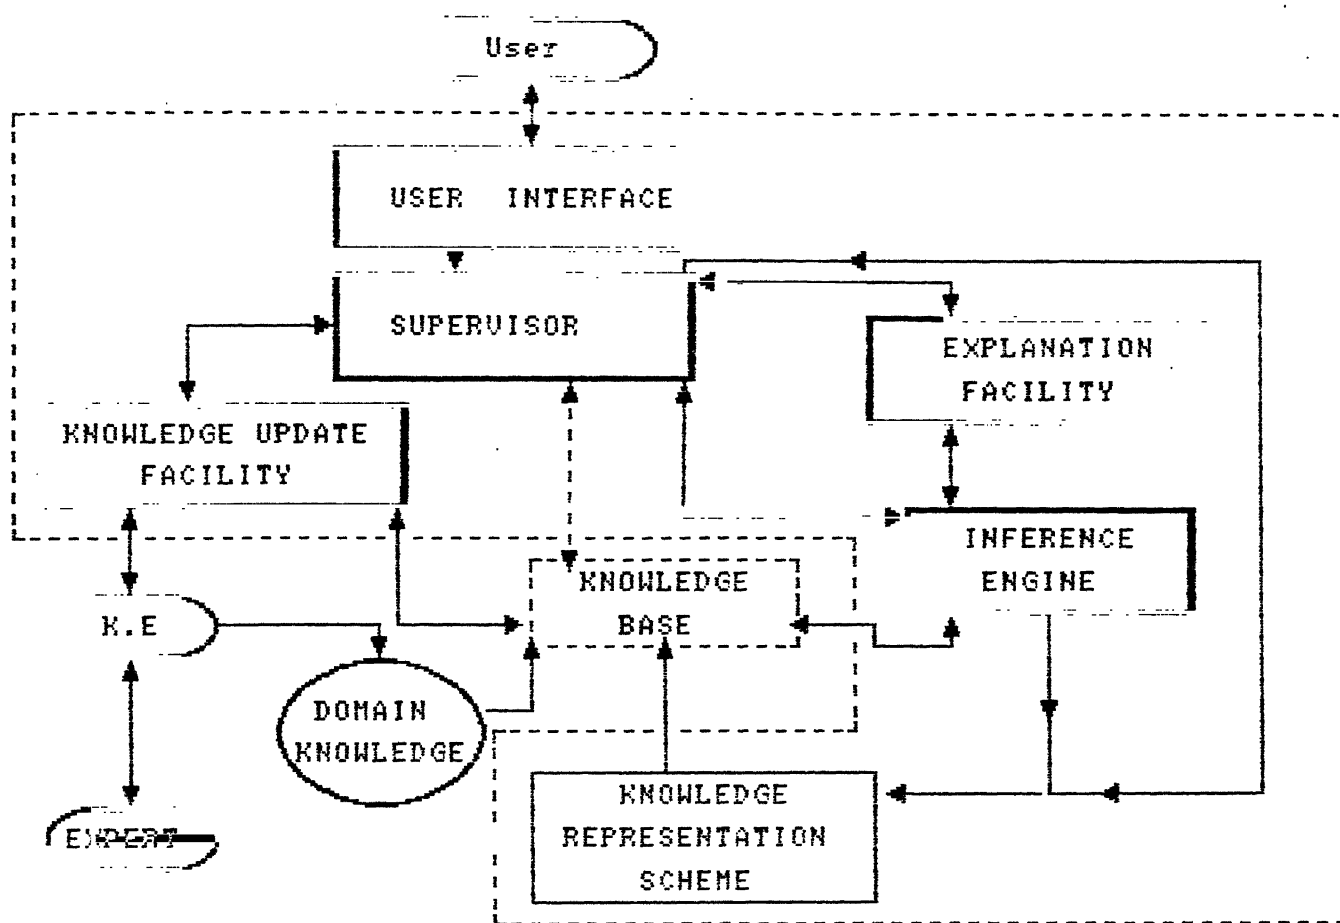 User
USER INTERFACE
SUPERVISOR
EXPLANATION
FACILITY
KNOWLEDGE UPDATE
FACILITY
INFERENCE
ENGINE
KNOWLEDGE
BASE
K.E
DOMAIN
KNOWLEDGE
KNOWLEDGE
REPRESENTATION
SCHEME
EXPERT